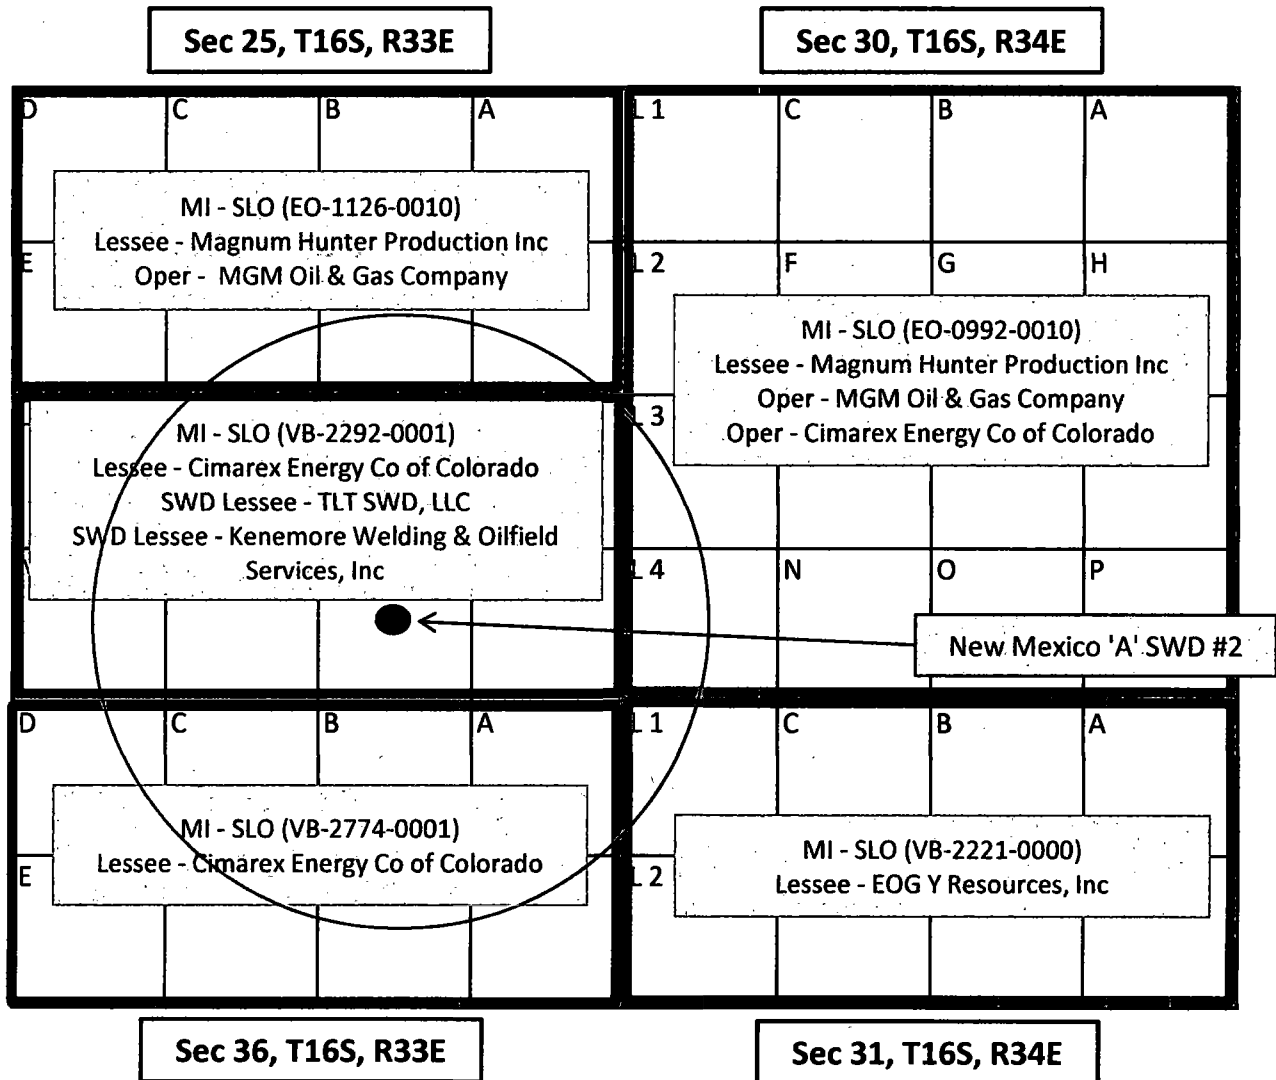 Sec 25, T16S, R33E
Sec 30, T16S, R34E
D C B A
L 1 C B A
MI - SLO (EO-1126-0010)
Lessee - Magnum Hunter Production Inc
Oper - MGM Oil & Gas Company
E
L 2 F G H
MI - SLO (EO-0992-0010)
Lessee - Magnum Hunter Production Inc
Oper - MGM Oil & Gas Company
Oper - Cimarex Energy Co of Colorado
L 3
MI - SLO (VB-2292-0001)
Lessee - Cimarex Energy Co of Colorado
SWD Lessee - TLT SWD, LLC
SWD Lessee - Kenemore Welding & Oilfield
Services, Inc
L 4 N O P
New Mexico 'A' SWD #2
D C B A
L 1 C B A
MI - SLO (VB-2774-0001)
Lessee - Cimarex Energy Co of Colorado
E
L 2
MI - SLO (VB-2221-0000)
Lessee - EOG Y Resources, Inc
Sec 36, T16S, R33E
Sec 31, T16S, R34E